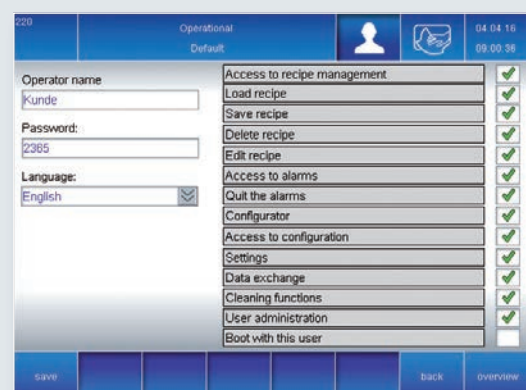 220
Operational
Default
04 04 16
09:00:36
Operator name
Kunde
Password:
2365
Language:
English
Access to recipe management
Load recipe
Save recipe
Delete recipe
Edit recipe
Access to alarms
Quit the alarms
Configurator
Access to configuration
Settings
Data exchange
Cleaning functions
User administration
Boot with this user
save
back
overview